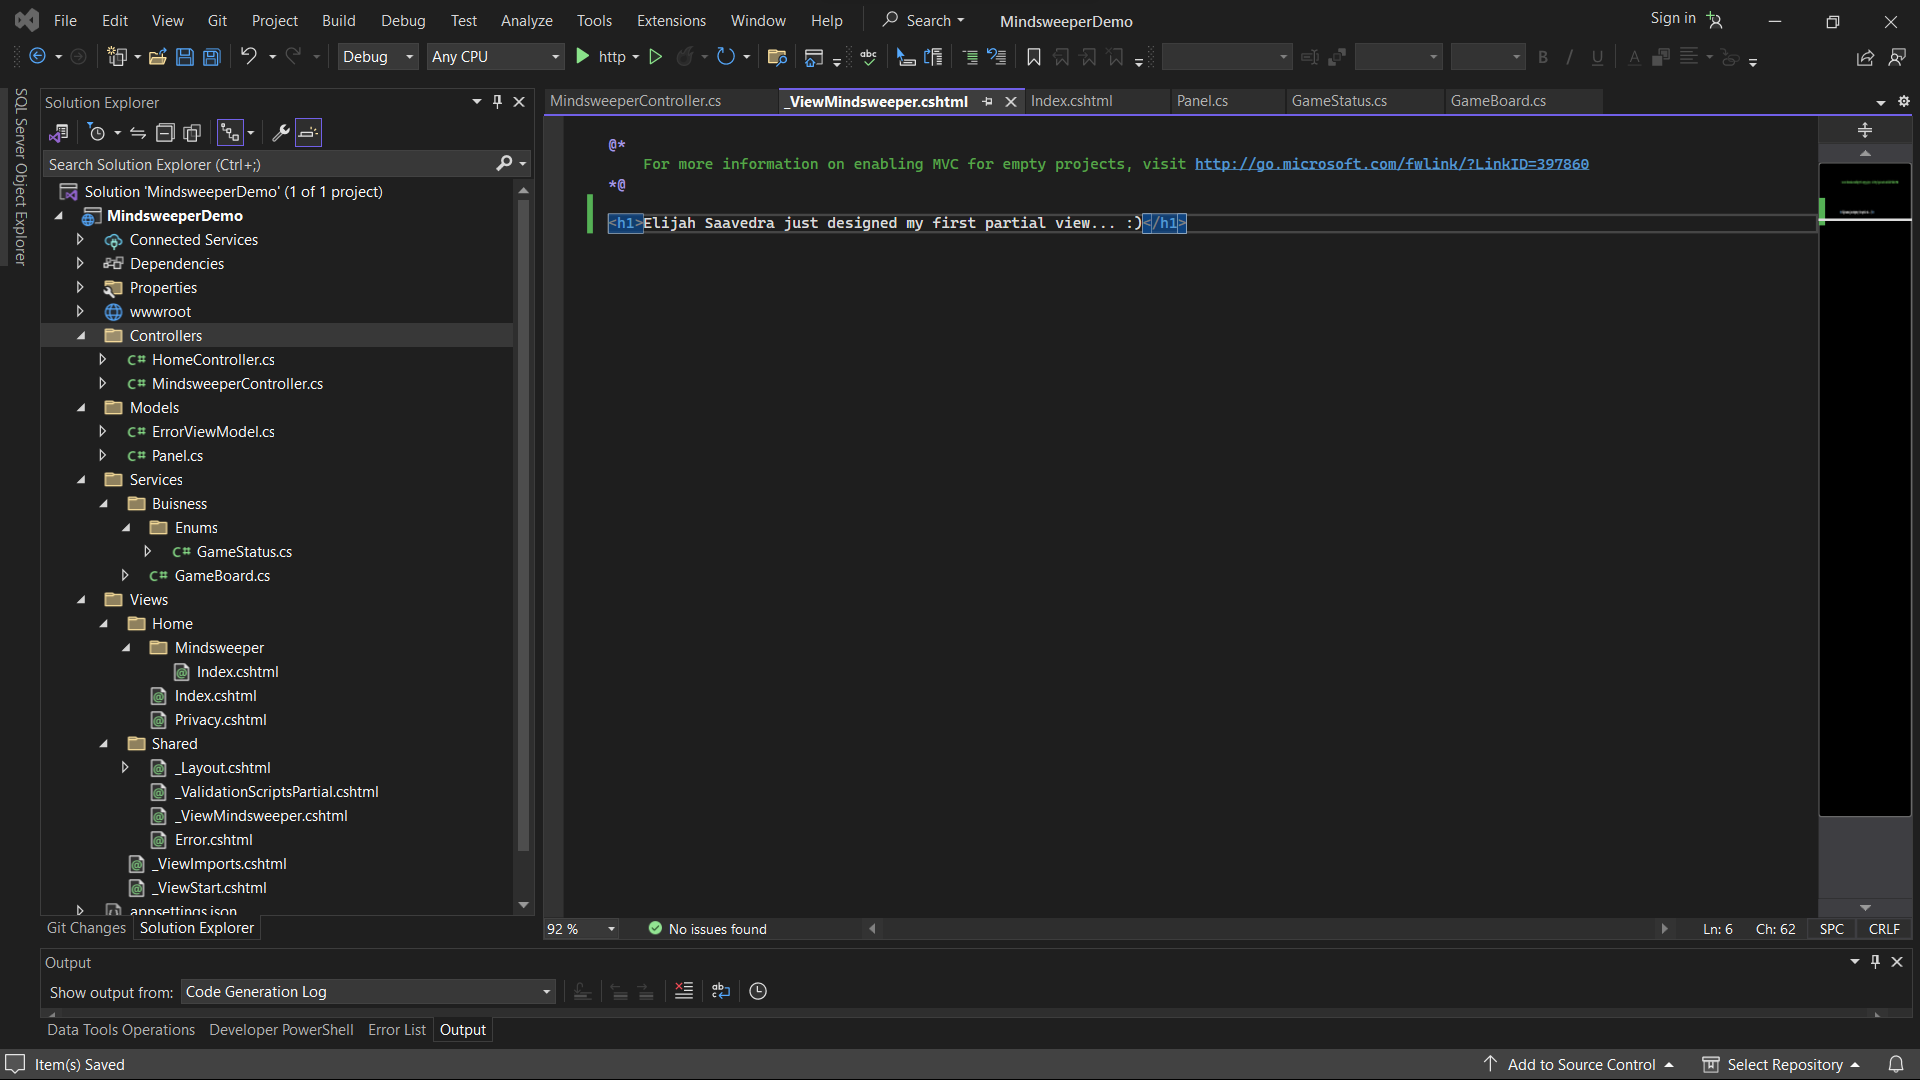 File Edit View Git Project Build Debug Test Analyze Tools Extensions Window Help Search MindsweeperDemo Sign in
Debug Any CPU http abc B I U A
SQL Server Object Explorer
Solution Explorer
Search Solution Explorer (Ctrl+;)
Solution 'MindsweeperDemo' (1 of 1 project)
MindsweeperDemo
Connected Services
Dependencies
Properties
wwwroot
Controllers
C# HomeController.cs
C# MindsweeperController.cs
Models
C# ErrorViewModel.cs
C# Panel.cs
Services
Buisness
Enums
C# GameStatus.cs
C# GameBoard.cs
Views
Home
Mindsweeper
Index.cshtml
Index.cshtml
Privacy.cshtml
Shared
_Layout.cshtml
_ValidationScriptsPartial.cshtml
_ViewMindsweeper.cshtml
Error.cshtml
_ViewImports.cshtml
_ViewStart.cshtml
appsettings.json
Git Changes Solution Explorer
MindsweeperController.cs _ViewMindsweeper.cshtml Index.cshtml Panel.cs GameStatus.cs GameBoard.cs
@*
For more information on enabling MVC for empty projects, visit http://go.microsoft.com/fwlink/?LinkID=397860
*@
<h1>Elijah Saavedra just designed my first partial view... :)</h1>
92 % No issues found Ln: 6 Ch: 62 SPC CRLF
Output
Show output from: Code Generation Log
Data Tools Operations Developer PowerShell Error List Output
Item(s) Saved Add to Source Control Select Repository